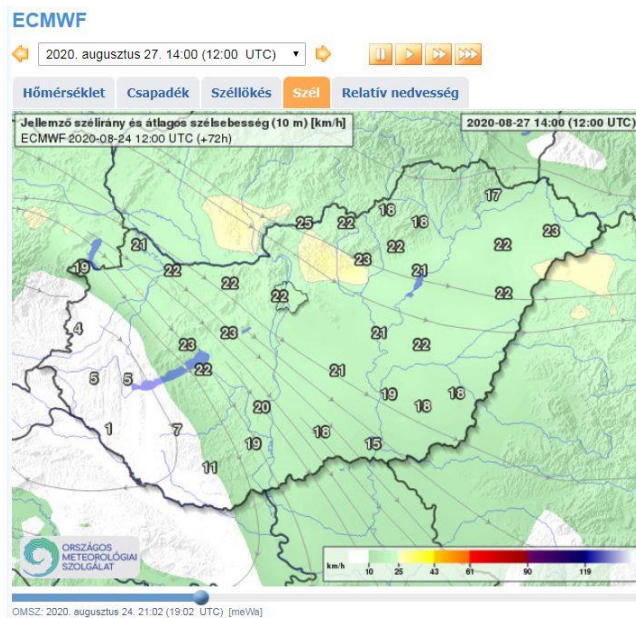 ECMWF
2020. augusztus 27. 14:00 (12:00 UTC)
Hőmérséklet Csapadék Széllökés Szél Relatív nedvesség
Jellemző szélirány és átlagos szélsebesség (10 m) [km/h]
ECMWF 2020-08-24 12:00 UTC (+72h)
2020-08-27 14:00 (12:00 UTC)
17
18
25 22 18 23
21 22 22
19 22 23 21
22 22 22
4 23 21
23 22
5 5 22 21
19 18
20 18
1 7 19 18 15
11
ORSZÁGOS
METEOROLÓGIAI
SZOLGÁLAT
km/h 10 25 43 61 90 119
OMSZ: 2020. augusztus 24. 21:02 (19:02 UTC) [meWa]